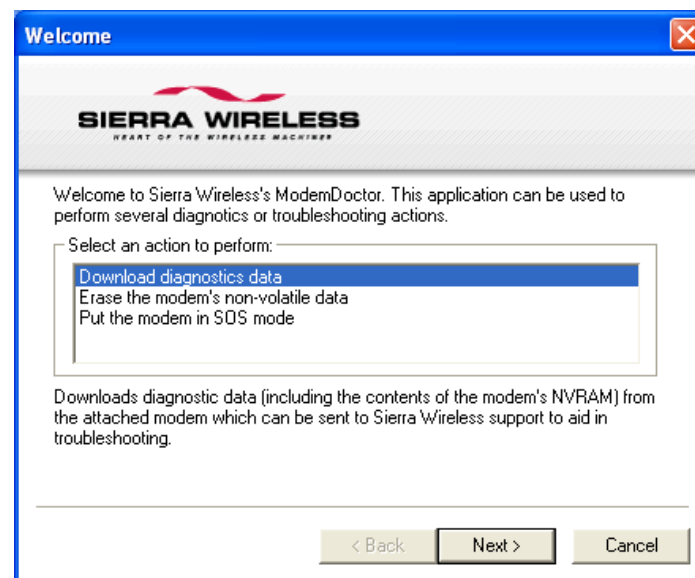 Welcome
SIERRA WIRELESS
HEART OF THE WIRELESS MACHINE®
Welcome to Sierra Wireless's ModemDoctor. This application can be used to
perform several diagnotics or troubleshooting actions.
Select an action to perform:
Download diagnostics data
Erase the modem's non-volatile data
Put the modem in SOS mode
Downloads diagnostic data (including the contents of the modem's NVRAM) from
the attached modem which can be sent to Sierra Wireless support to aid in
troubleshooting.
< Back
Next >
Cancel